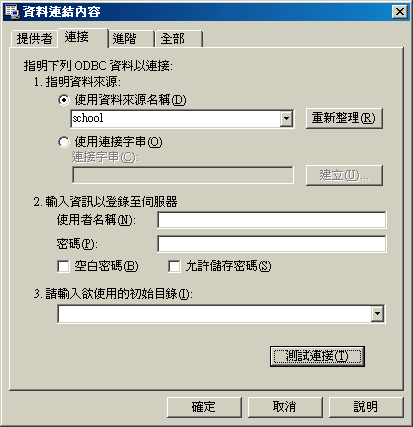 資料連結內容
提供者 連接 進階 全部
指明下列 ODBC 資料以連接:
1. 指明資料來源:
使用資料來源名稱(D)
school
重新整理(R)
使用連接字串(O)
連接字串(C):
建立(U)...
2. 輸入資訊以登錄至伺服器
使用者名稱(N):
密碼(P):
空白密碼(B) 允許儲存密碼(S)
3. 請輸入欲使用的初始目錄(I):
測試連接(T)
確定 取消 說明